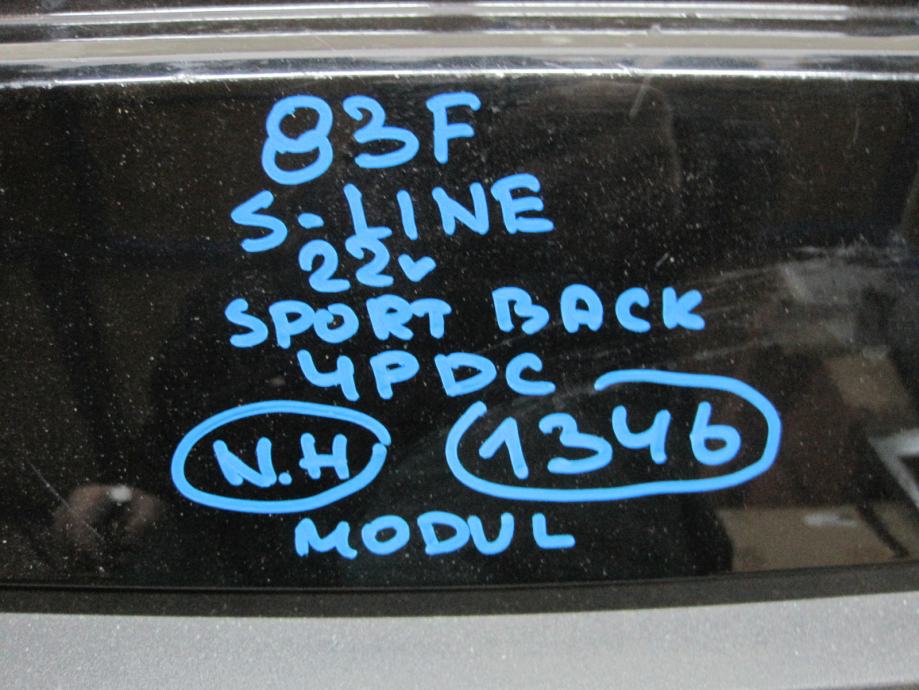 83F
S-LINE
22v
SPORT BACK
4PDC
N.H 1346
MODUL